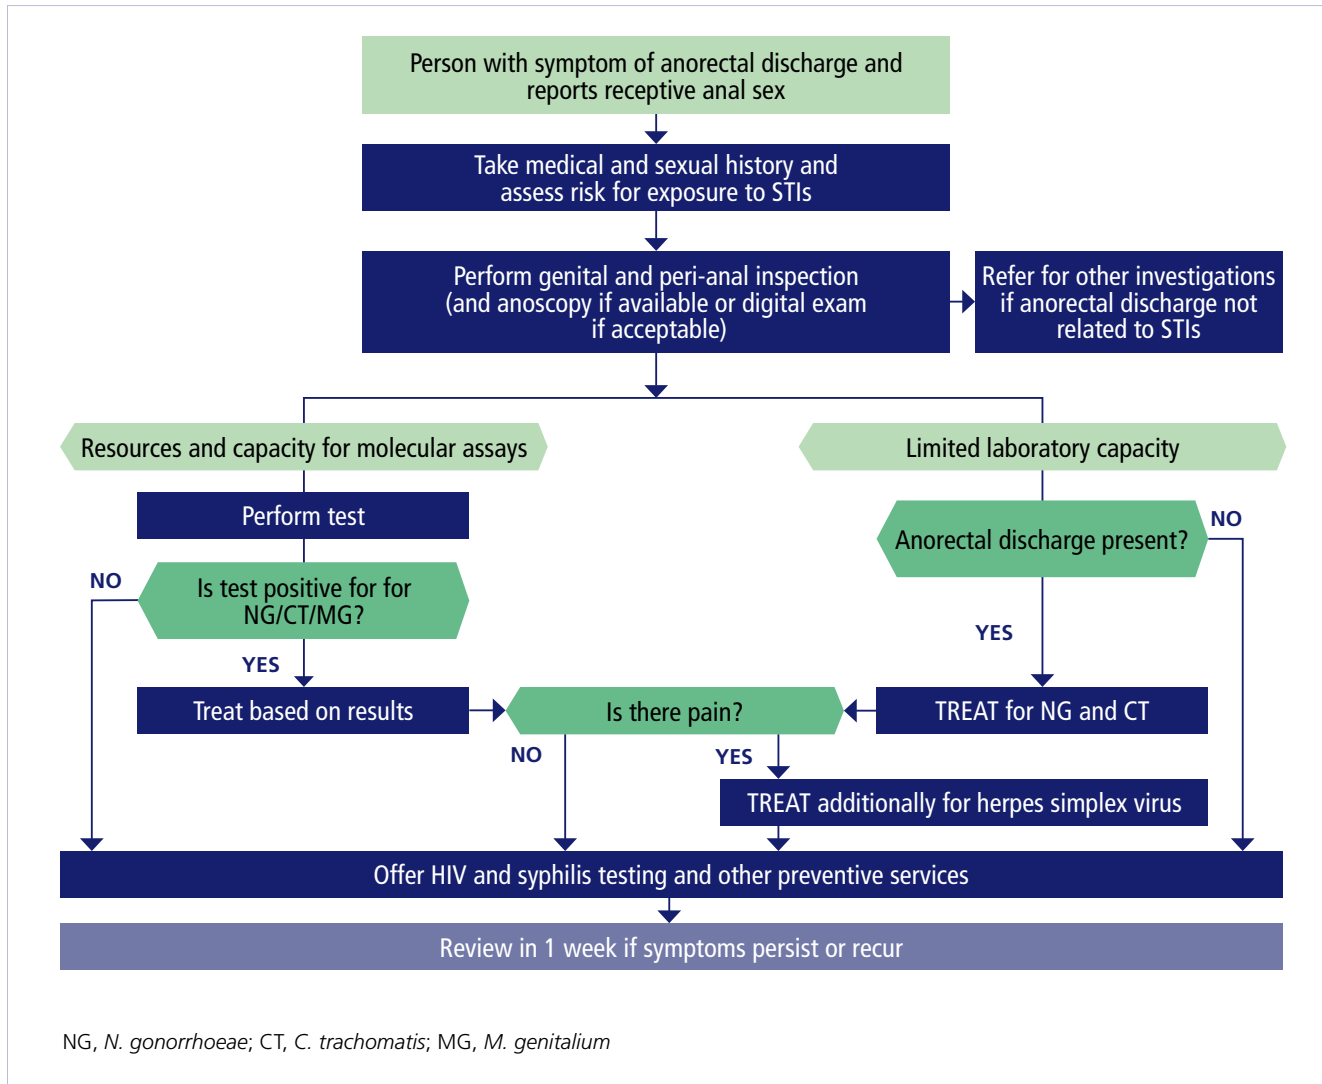 Person with symptom of anorectal discharge and
reports receptive anal sex
Take medical and sexual history and
assess risk for exposure to STIs
Perform genital and peri-anal inspection
(and anoscopy if available or digital exam
if acceptable)
Refer for other investigations
if anorectal discharge not
related to STIs
Resources and capacity for molecular assays
Limited laboratory capacity
Perform test
Anorectal discharge present?
NO
NO
Is test positive for for
NG/CT/MG?
YES
YES
Treat based on results
Is there pain?
TREAT for NG and CT
NO
YES
TREAT additionally for herpes simplex virus
Offer HIV and syphilis testing and other preventive services
Review in 1 week if symptoms persist or recur
NG, N. gonorrhoeae; CT, C. trachomatis; MG, M. genitalium